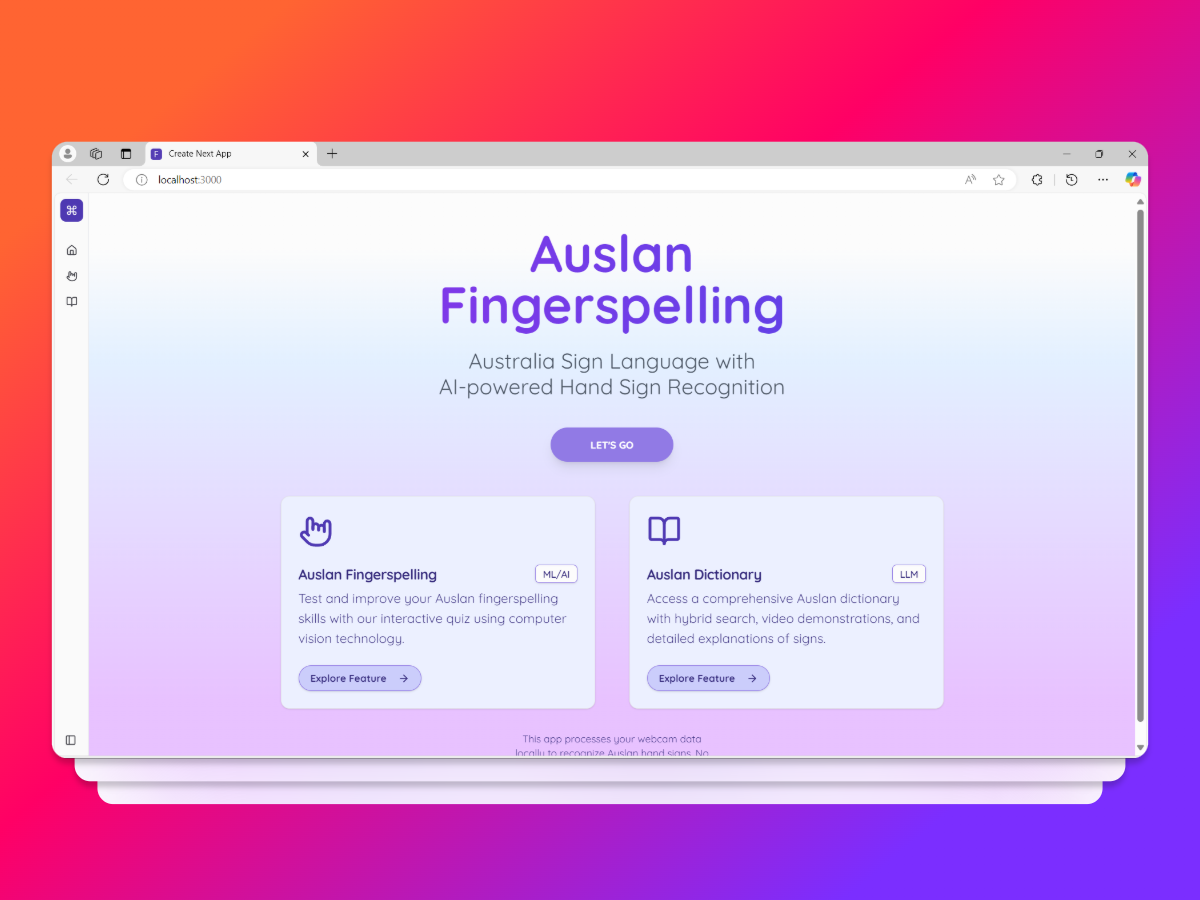 F Create Next App
localhost:3000
Auslan
Fingerspelling
Australia Sign Language with
AI-powered Hand Sign Recognition
LET'S GO
Auslan Fingerspelling
ML/AI
Test and improve your Auslan fingerspelling
skills with our interactive quiz using computer
vision technology.
Explore Feature
Auslan Dictionary
LLM
Access a comprehensive Auslan dictionary
with hybrid search, video demonstrations, and
detailed explanations of signs.
Explore Feature
This app processes your webcam data
locally to recognize Auslan hand signs. No